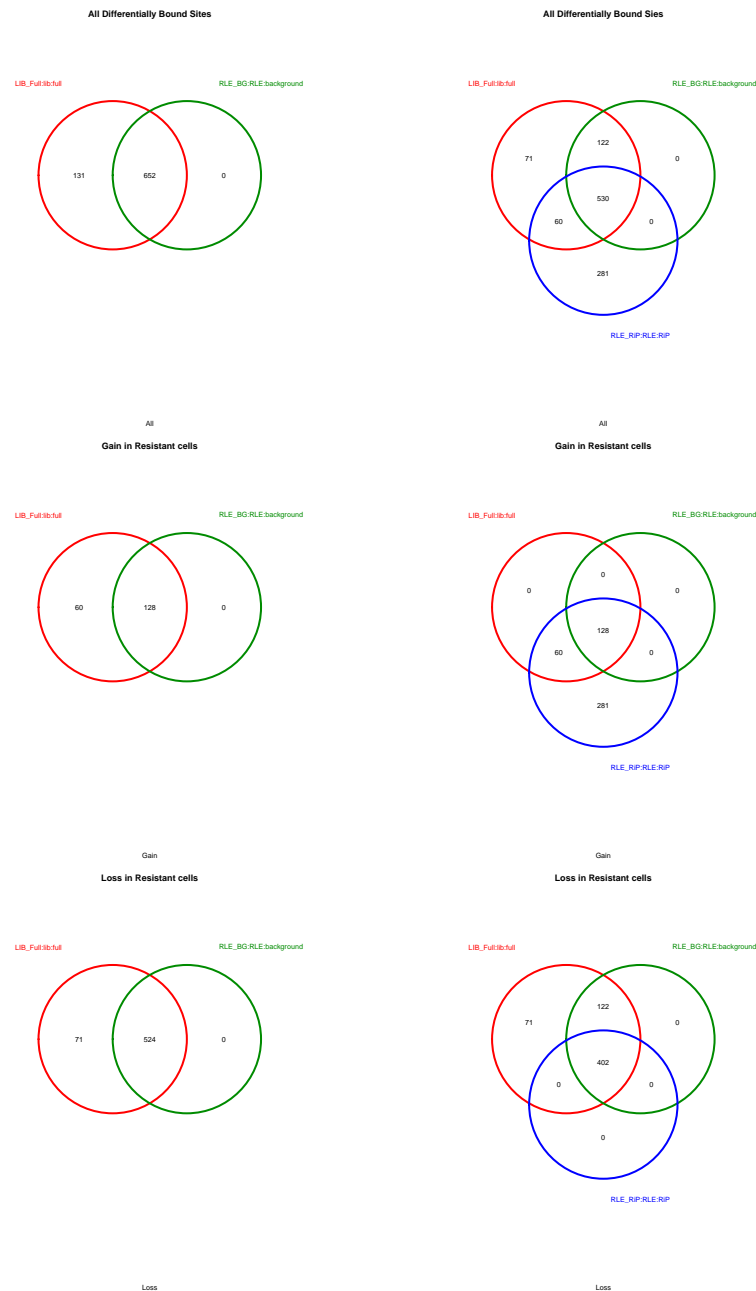 All Differentially Bound Sites
LIB_Full:lib:full
RLE_BG:RLE:background
131
652
0
All
All Differentially Bound Sies
LIB_Full:lib:full
RLE_BG:RLE:background
122
71
0
530
60
0
281
RLE_RiP:RLE:RiP
All
Gain in Resistant cells
LIB_Full:lib:full
RLE_BG:RLE:background
60
128
0
Gain
Gain in Resistant cells
LIB_Full:lib:full
RLE_BG:RLE:background
0
0
0
128
60
0
281
RLE_RiP:RLE:RiP
Gain
Loss in Resistant cells
LIB_Full:lib:full
RLE_BG:RLE:background
71
524
0
Loss
Loss in Resistant cells
LIB_Full:lib:full
RLE_BG:RLE:background
122
71
0
402
0
0
0
RLE_RiP:RLE:RiP
Loss